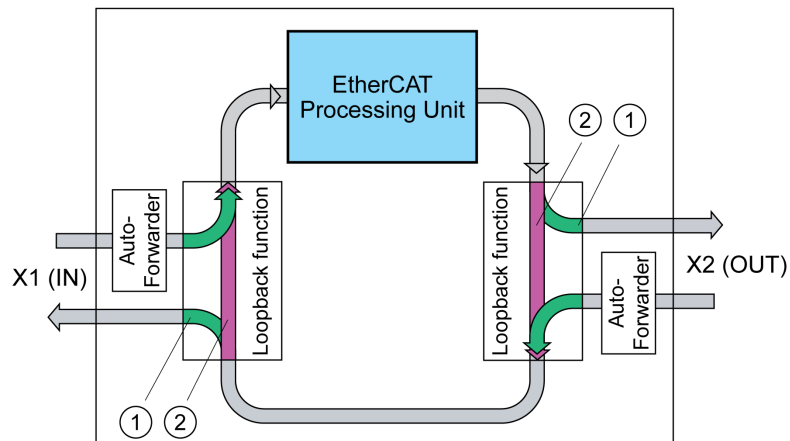 EtherCAT
Processing Unit
2
1
Auto-
Forwarder
Loopback function
X1 (IN)
Loopback function
X2 (OUT)
Auto-
Forwarder
1
2